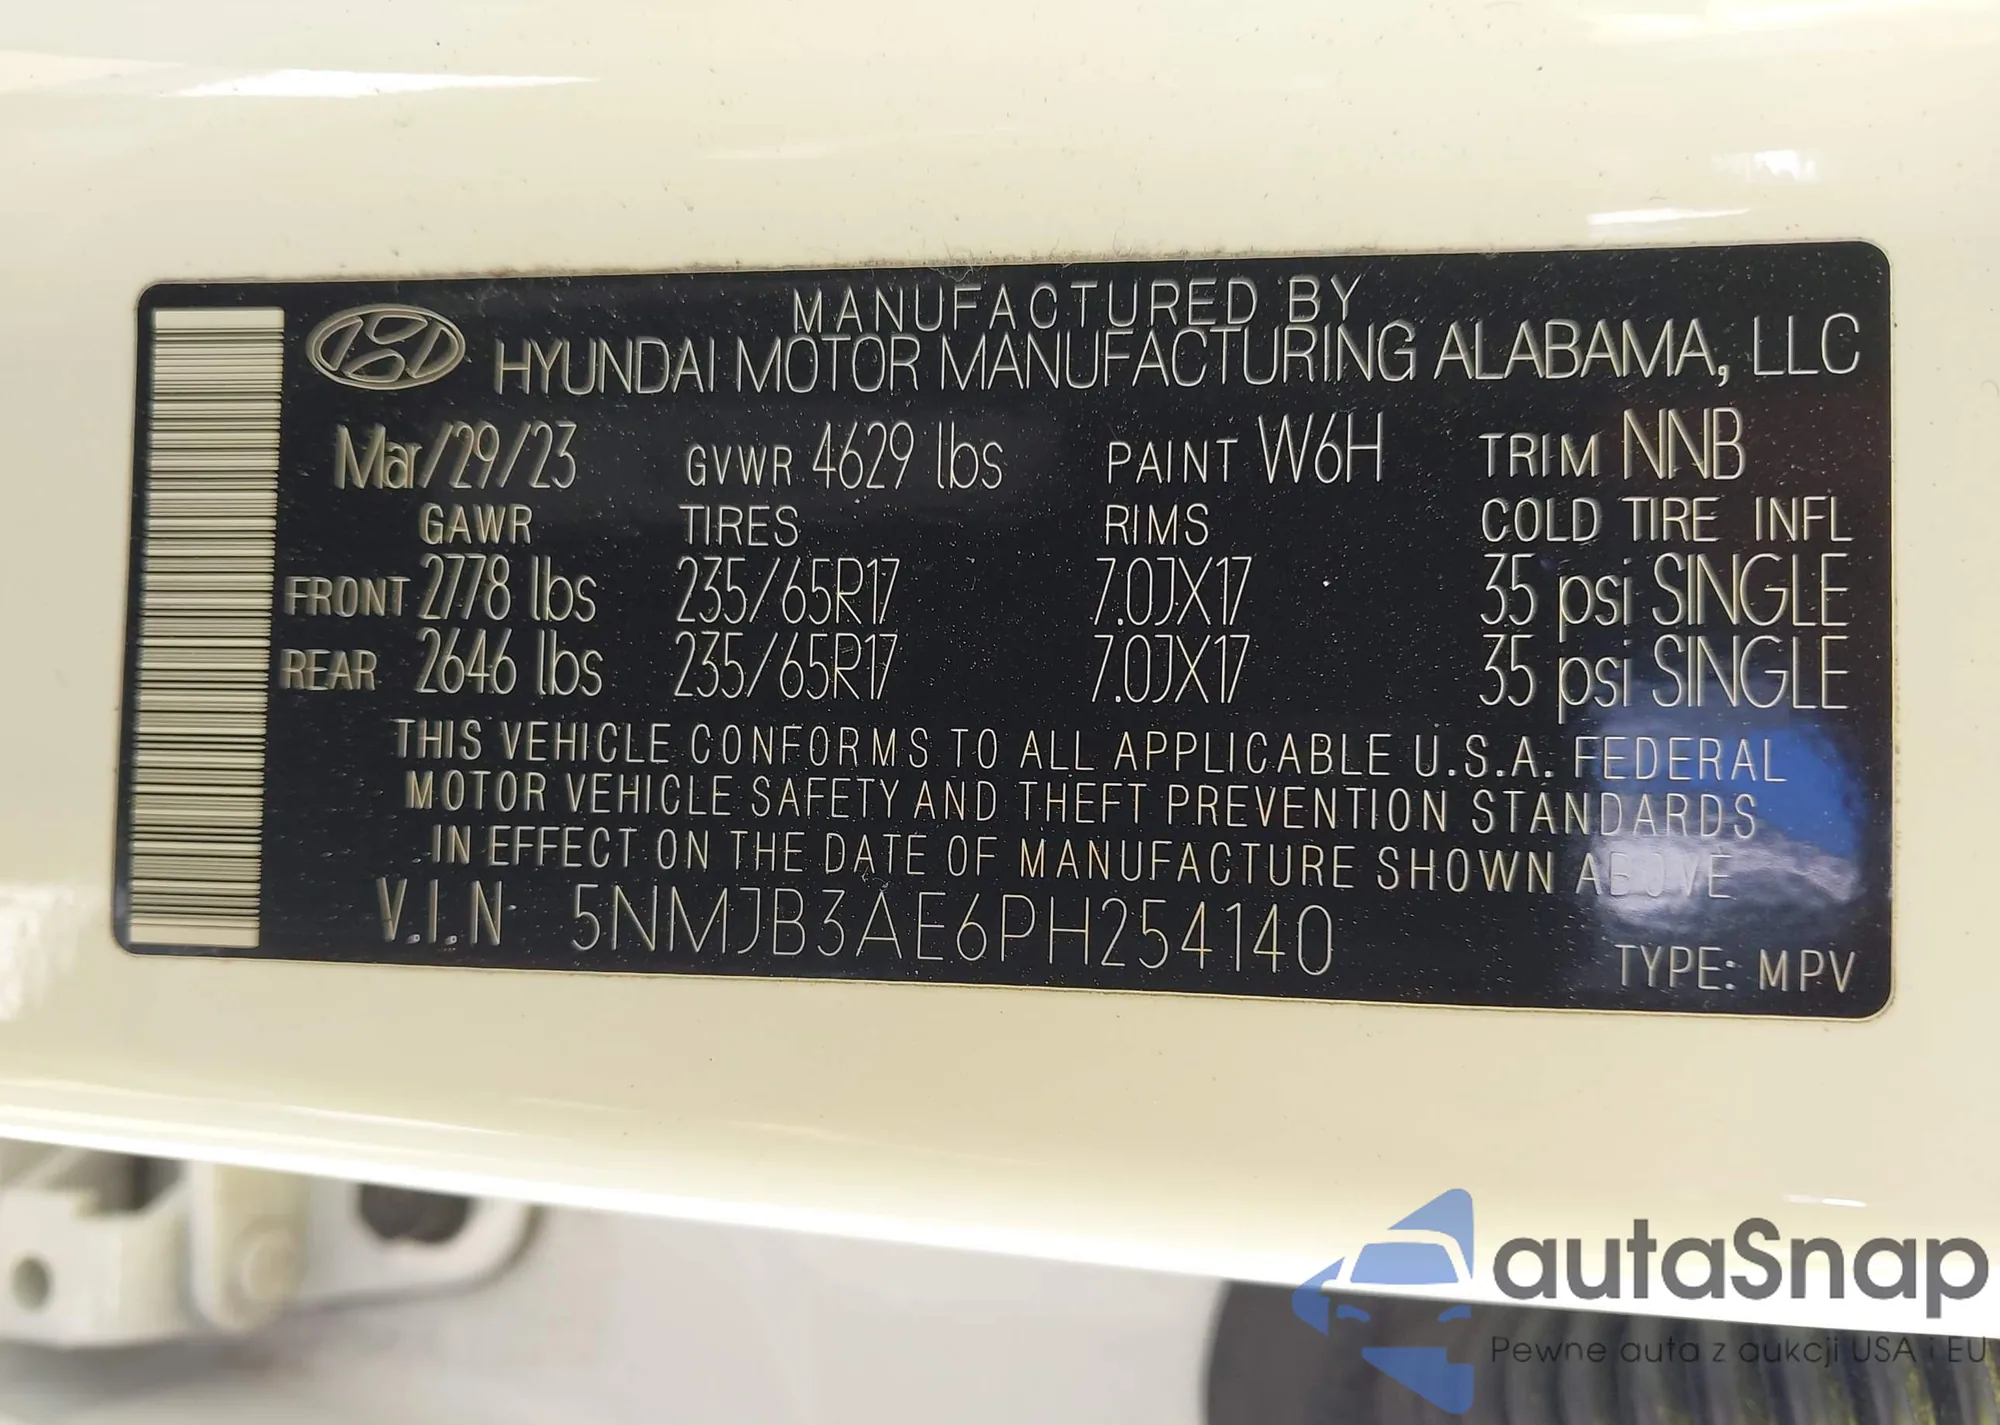 MANUFACTURED BY
HYUNDAI MOTOR MANUFACTURING ALABAMA, LLC
Mar/29/23 GVWR 4629 lbs PAINT W6H TRIM NNB
GAWR TIRES RIMS COLD TIRE INFL
FRONT 2778 lbs 235/65R17 7.0JX17 35 psi SINGLE
REAR 2646 lbs 235/65R17 7.0JX17 35 psi SINGLE
THIS VEHICLE CONFORMS TO ALL APPLICABLE U.S.A. FEDERAL
MOTOR VEHICLE SAFETY AND THEFT PREVENTION STANDARDS
IN EFFECT ON THE DATE OF MANUFACTURE SHOWN ABOVE
V.I.N 5NMJB3AE6PH254140
TYPE: MPV
autaSnap
Pewne auta z aukcji USA i EU